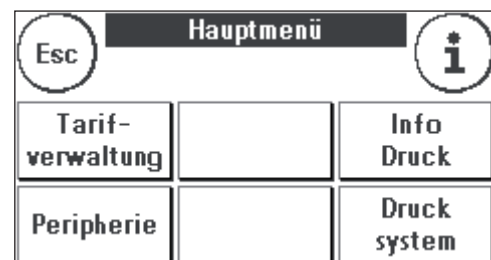 Esc
Hauptmenü
i
Tarif-
verwaltung
Info
Druck
Peripherie
Druck
system